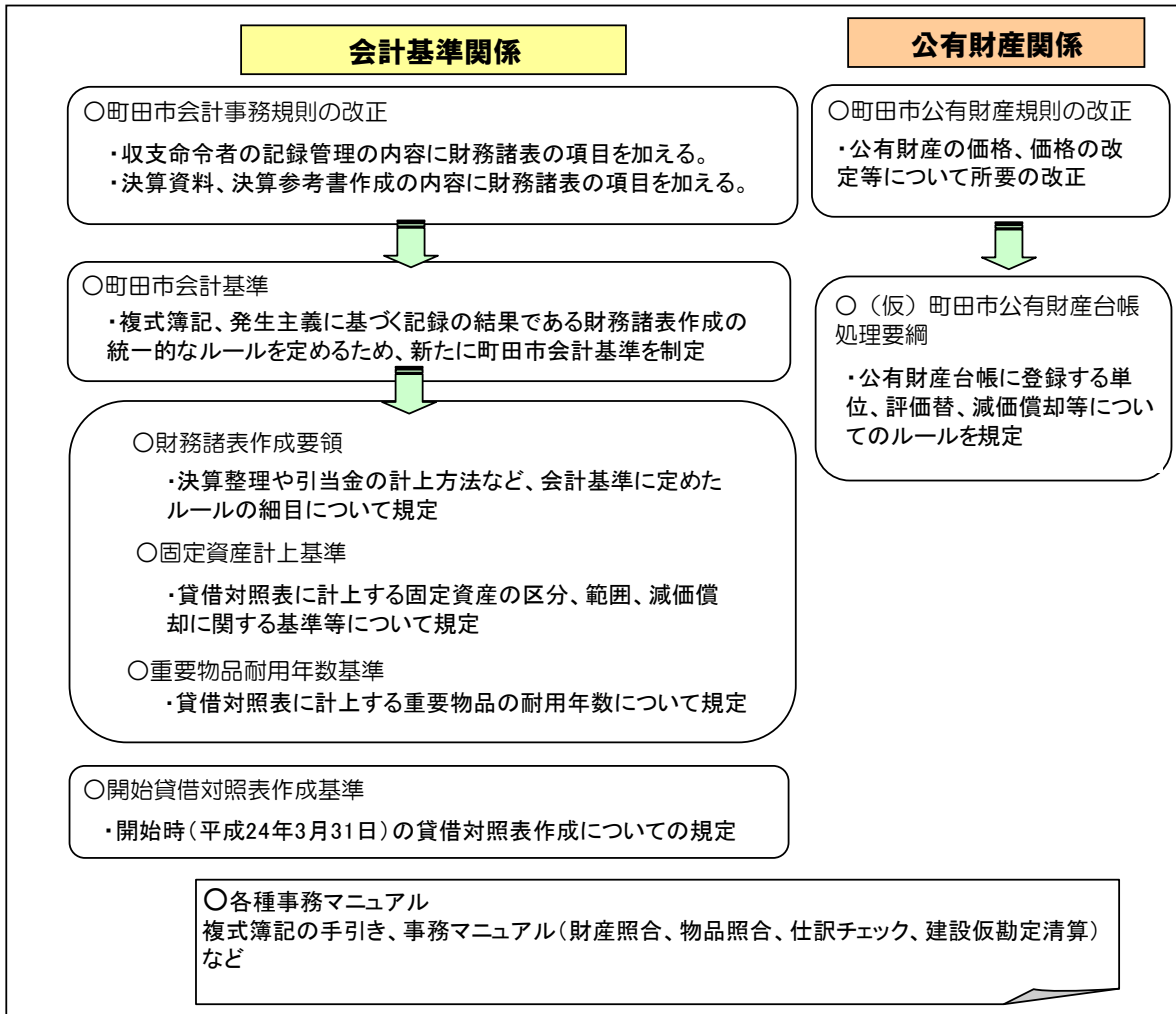 会計基準関係
○町田市会計事務規則の改正
・収支命令者の記録管理の内容に財務諸表の項目を加える。
・決算資料、決算参考書作成の内容に財務諸表の項目を加える。
○町田市会計基準
・複式簿記、発生主義に基づく記録の結果である財務諸表作成の
統一的なルールを定めるため、新たに町田市会計基準を制定
○財務諸表作成要領
・決算整理や引当金の計上方法など、会計基準に定めた
ルールの細目について規定
○固定資産計上基準
・貸借対照表に計上する固定資産の区分、範囲、減価償
却に関する基準等について規定
○重要物品耐用年数基準
・貸借対照表に計上する重要物品の耐用年数について規定
○開始貸借対照表作成基準
・開始時(平成24年3月31日)の貸借対照表作成についての規定
公有財産関係
○町田市公有財産規則の改正
・公有財産の価格、価格の改
定等について所要の改正
○(仮)町田市公有財産台帳
処理要綱
・公有財産台帳に登録する単
位、評価替、減価償却等につい
てのルールを規定
○各種事務マニュアル
複式簿記の手引き、事務マニュアル(財産照合、物品照合、仕訳チェック、建設仮勘定清算)
など